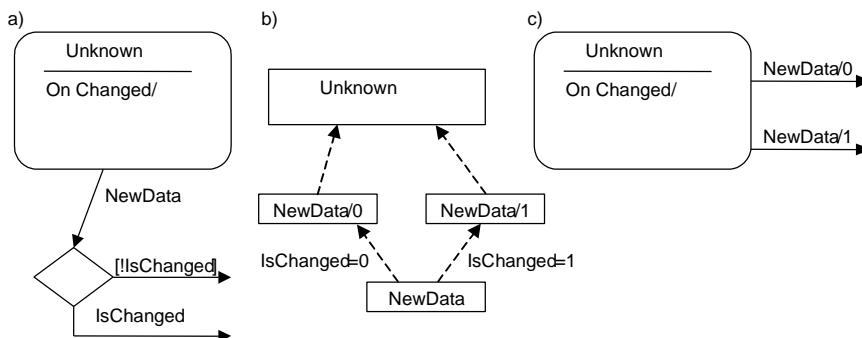 a)
Unknown
On Changed/
NewData
[!IsChanged]
IsChanged
b)
Unknown
NewData/0
NewData/1
IsChanged=0
IsChanged=1
NewData
c)
Unknown
On Changed/
NewData/0
NewData/1